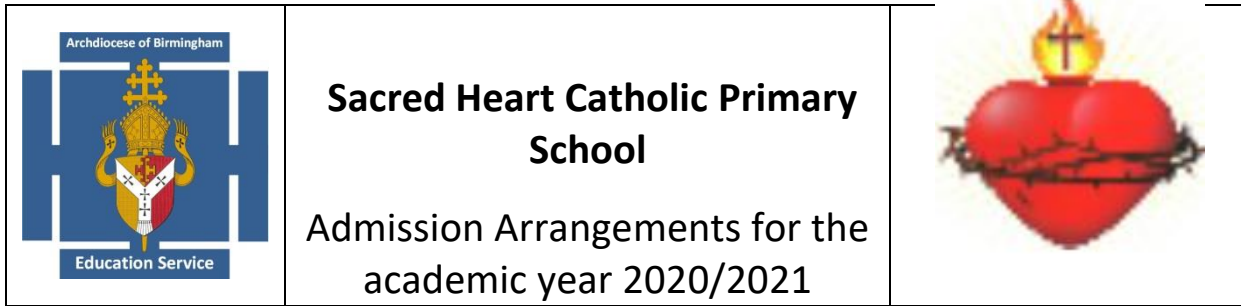 Archdiocese of Birmingham
Education Service
Sacred Heart Catholic Primary
School
Admission Arrangements for the
academic year 2020/2021